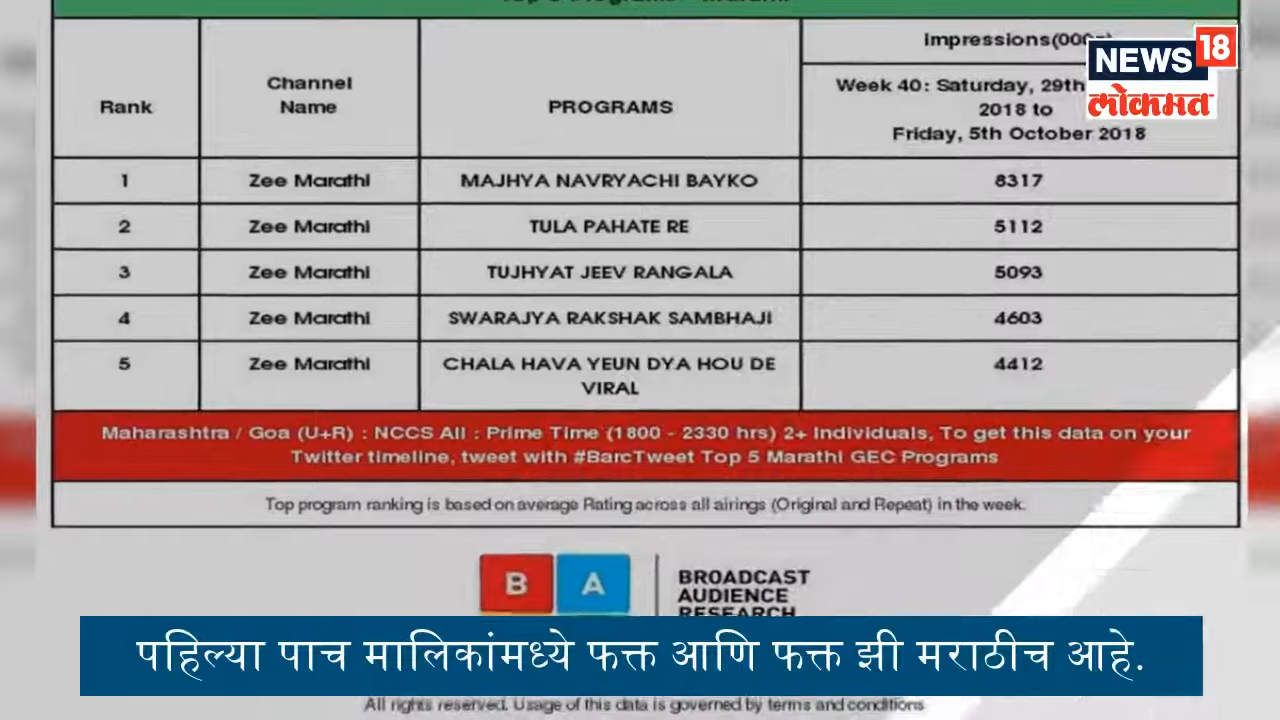 Impressions(000
NEWS 18
लोकमत
Channel
Name
Rank
PROGRAMS
Week 40: Saturday, 29th
2018 to
Friday, 5th October 2018
1 Zee Marathi MAJHYA NAVRYACHI BAYKO 8317
2 Zee Marathi TULA PAHATE RE 5112
3 Zee Marathi TUJHYAT JEEV RANGALA 5093
4 Zee Marathi SWARAJYA RAKSHAK SAMBHAJI 4603
5 Zee Marathi CHALA HAVA YEUN DYA HOU DE 4412
VIRAL
Maharashtra / Goa (U+R) : NCCS All : Prime Time (1800 - 2330 hrs) 2+ Individuals, To get this data on your
Twitter timeline, tweet with #BarcTweet Top 5 Marathi GEC Programs
Top program ranking is based on average Rating across all airings (Original and Repeat) in the week.
B A
BROADCAST
AUDIENCE
RESEARCH
पहिल्या पाच मालिकांमध्ये फक्त आणि फक्त झी मराठीच आहे.
All rights reserved. Usage of this data is governed by terms and conditions